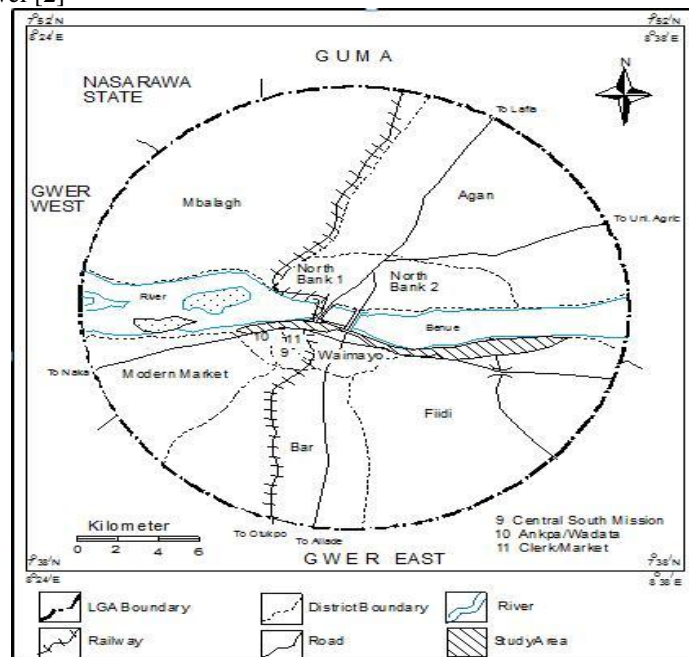 ver [2]
7°52'N 7°52'N
8°24'E 8°38'E
GUMA
N
NASARAWA
STATE
To Lafia
GWER
WEST
Mbalagh
Agan
To Uni. Agric
North
Bank 1
North
Bank 2
River
Benue
10 11
9
Waimayo
To Naka
Modern Market
Fiidi
Bar
Kilometer
0 2 4 6
To Otukpo
To Aliade
9 Central South Mission
10 Ankpa/Wadata
11 Clerk/Market
7°38'N 7°38'N
8°24'E 8°38'E
GWER EAST
LGA Boundary
District Boundary
River
Railway
Road
Study Area